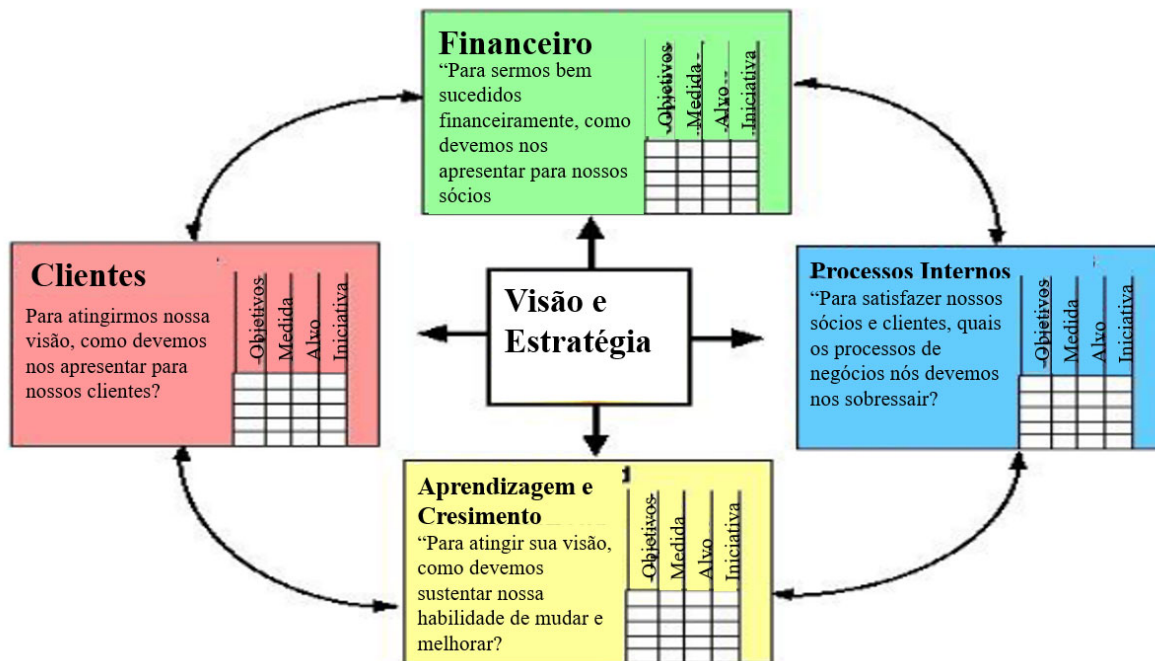 Financeiro
“Para sermos bem
sucedidos
financeiramente, como
devemos nos
apresentar para nossos
sócios
Objetivos
Medida
Alvo
Iniciativa
Clientes
Para atingirmos nossa
visão, como devemos
nos apresentar para
nossos clientes?
Objetivos
Medida
Alvo
Iniciativa
Visão e
Estratégia
Processos Internos
“Para satisfazer nossos
sócios e clientes, quais
os processos de
negócios nós devemos
nos sobressair?
Objetivos
Medida
Alvo
Iniciativa
Aprendizagem e
Cresimento
“Para atingir sua visão,
como devemos
sustentar nossa
habilidade de mudar e
melhorar?
Objetivos
Medida
Alvo
Iniciativa